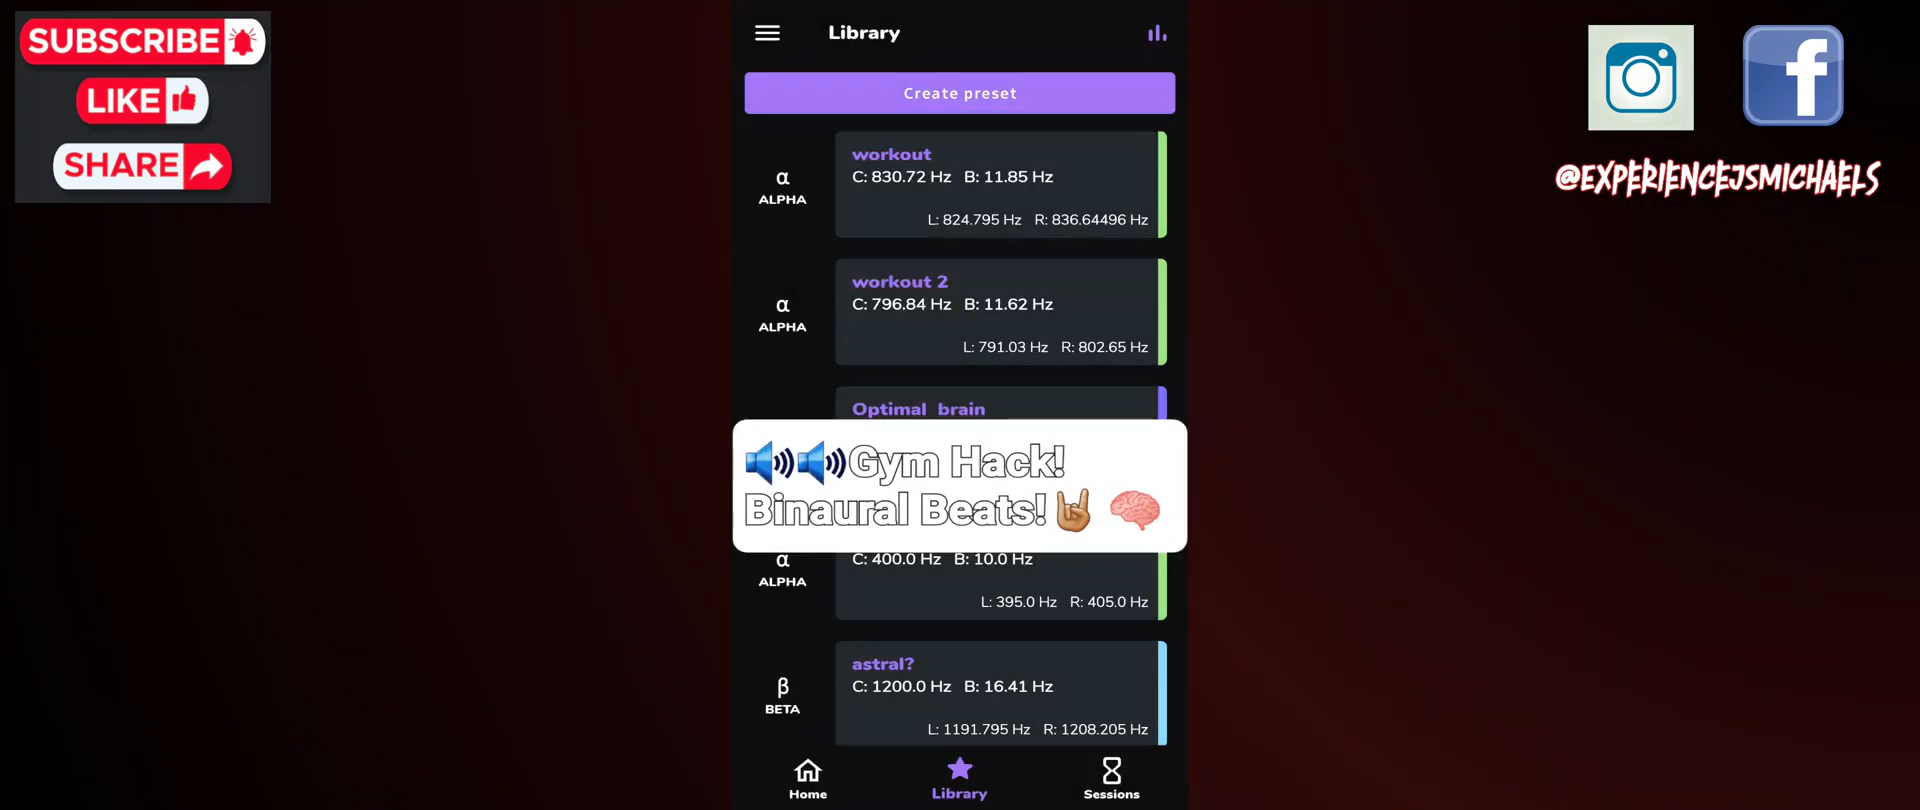 SUBSCRIBE
LIKE
SHARE
Library
Create preset
α
ALPHA
workout
C: 830.72 Hz B: 11.85 Hz
L: 824.795 Hz R: 836.64496 Hz
α
ALPHA
workout 2
C: 796.84 Hz B: 11.62 Hz
L: 791.03 Hz R: 802.65 Hz
Optimal brain
Gym Hack!
Binaural Beats!
α
ALPHA
C: 400.0 Hz B: 10.0 Hz
L: 395.0 Hz R: 405.0 Hz
β
BETA
astral?
C: 1200.0 Hz B: 16.41 Hz
L: 1191.795 Hz R: 1208.205 Hz
Home
Library
Sessions
f
@EXPERIENCEJSMICHAELS